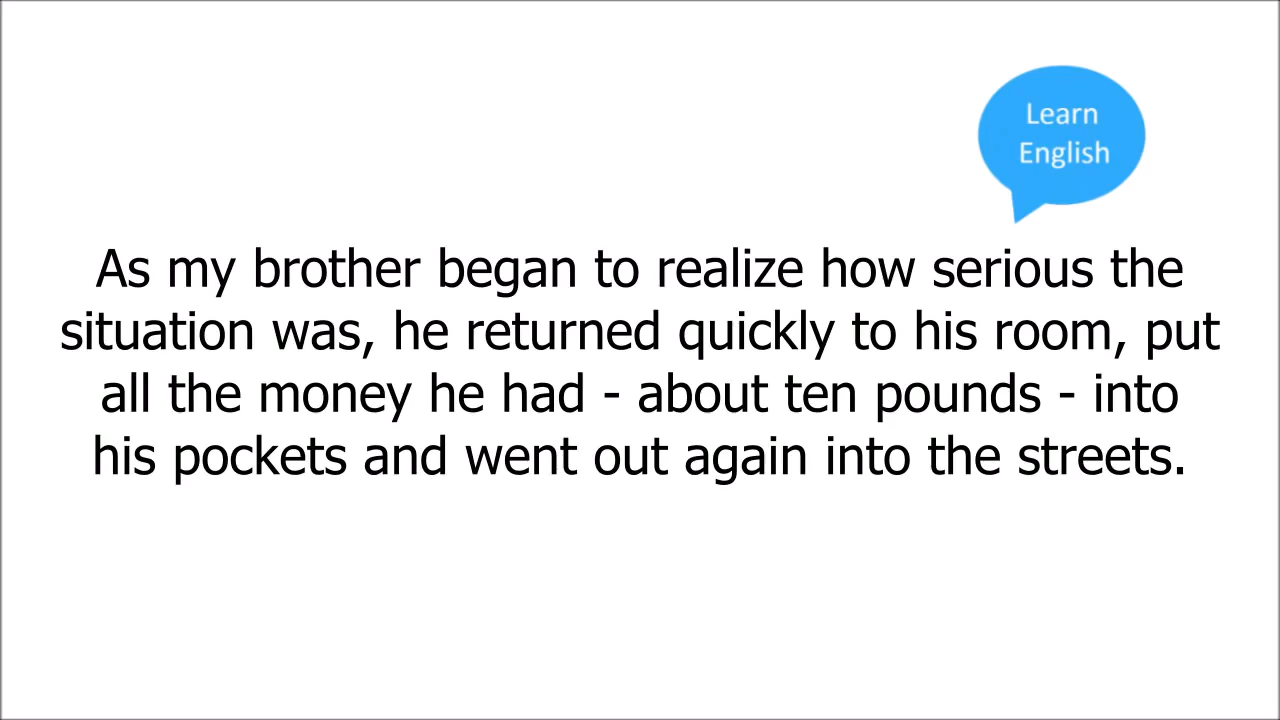 Learn
English
As my brother began to realize how serious the
situation was, he returned quickly to his room, put
all the money he had - about ten pounds - into
his pockets and went out again into the streets.